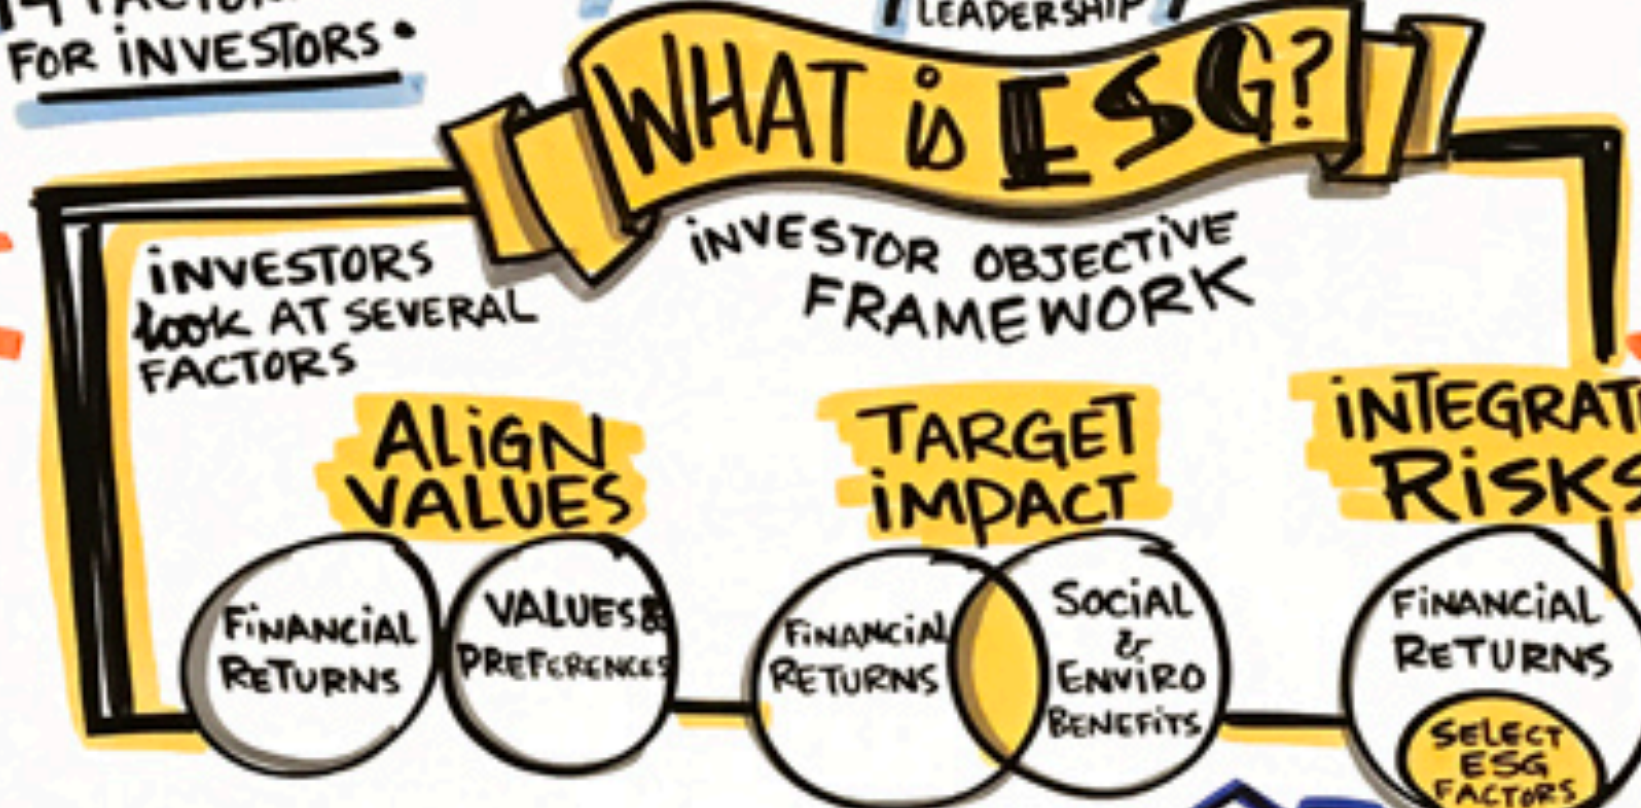 FOR INVESTORS.
LEADERSHIP
WHAT is ESG?
INVESTORS
look AT SEVERAL
FACTORS
INVESTOR OBJECTIVE
FRAMEWORK
ALIGN
VALUES
FINANCIAL
RETURNS
VALUES &
PREFERENCES
TARGET
IMPACT
FINANCIAL
RETURNS
SOCIAL
&
ENVIRO
BENEFITS
INTEGRAT
RISKS
FINANCIAL
RETURNS
SELECT
ESG
FACTORS